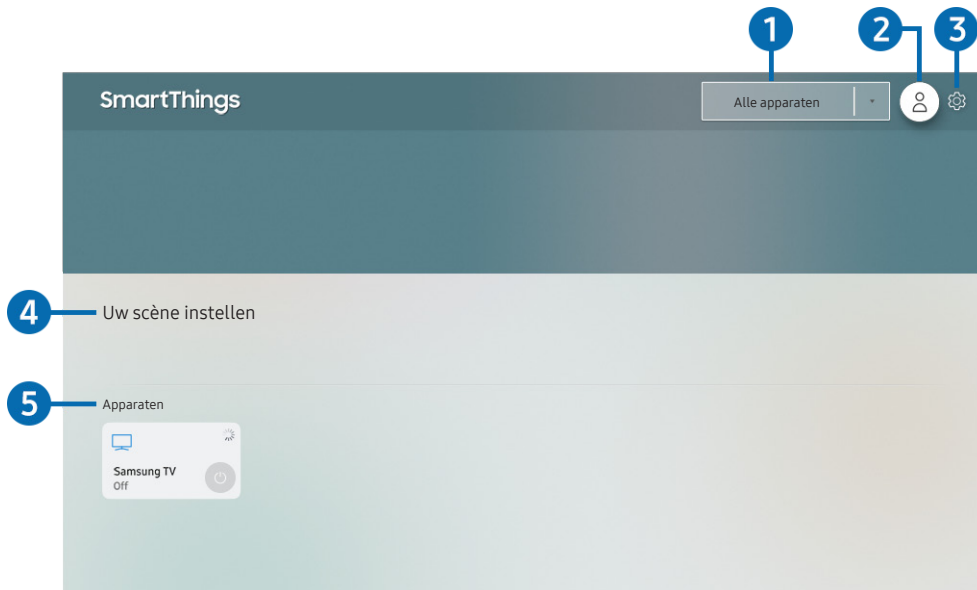 1
2
3
SmartThings
Alle apparaten
4
Uw scène instellen
5
Apparaten
Samsung TV
Off